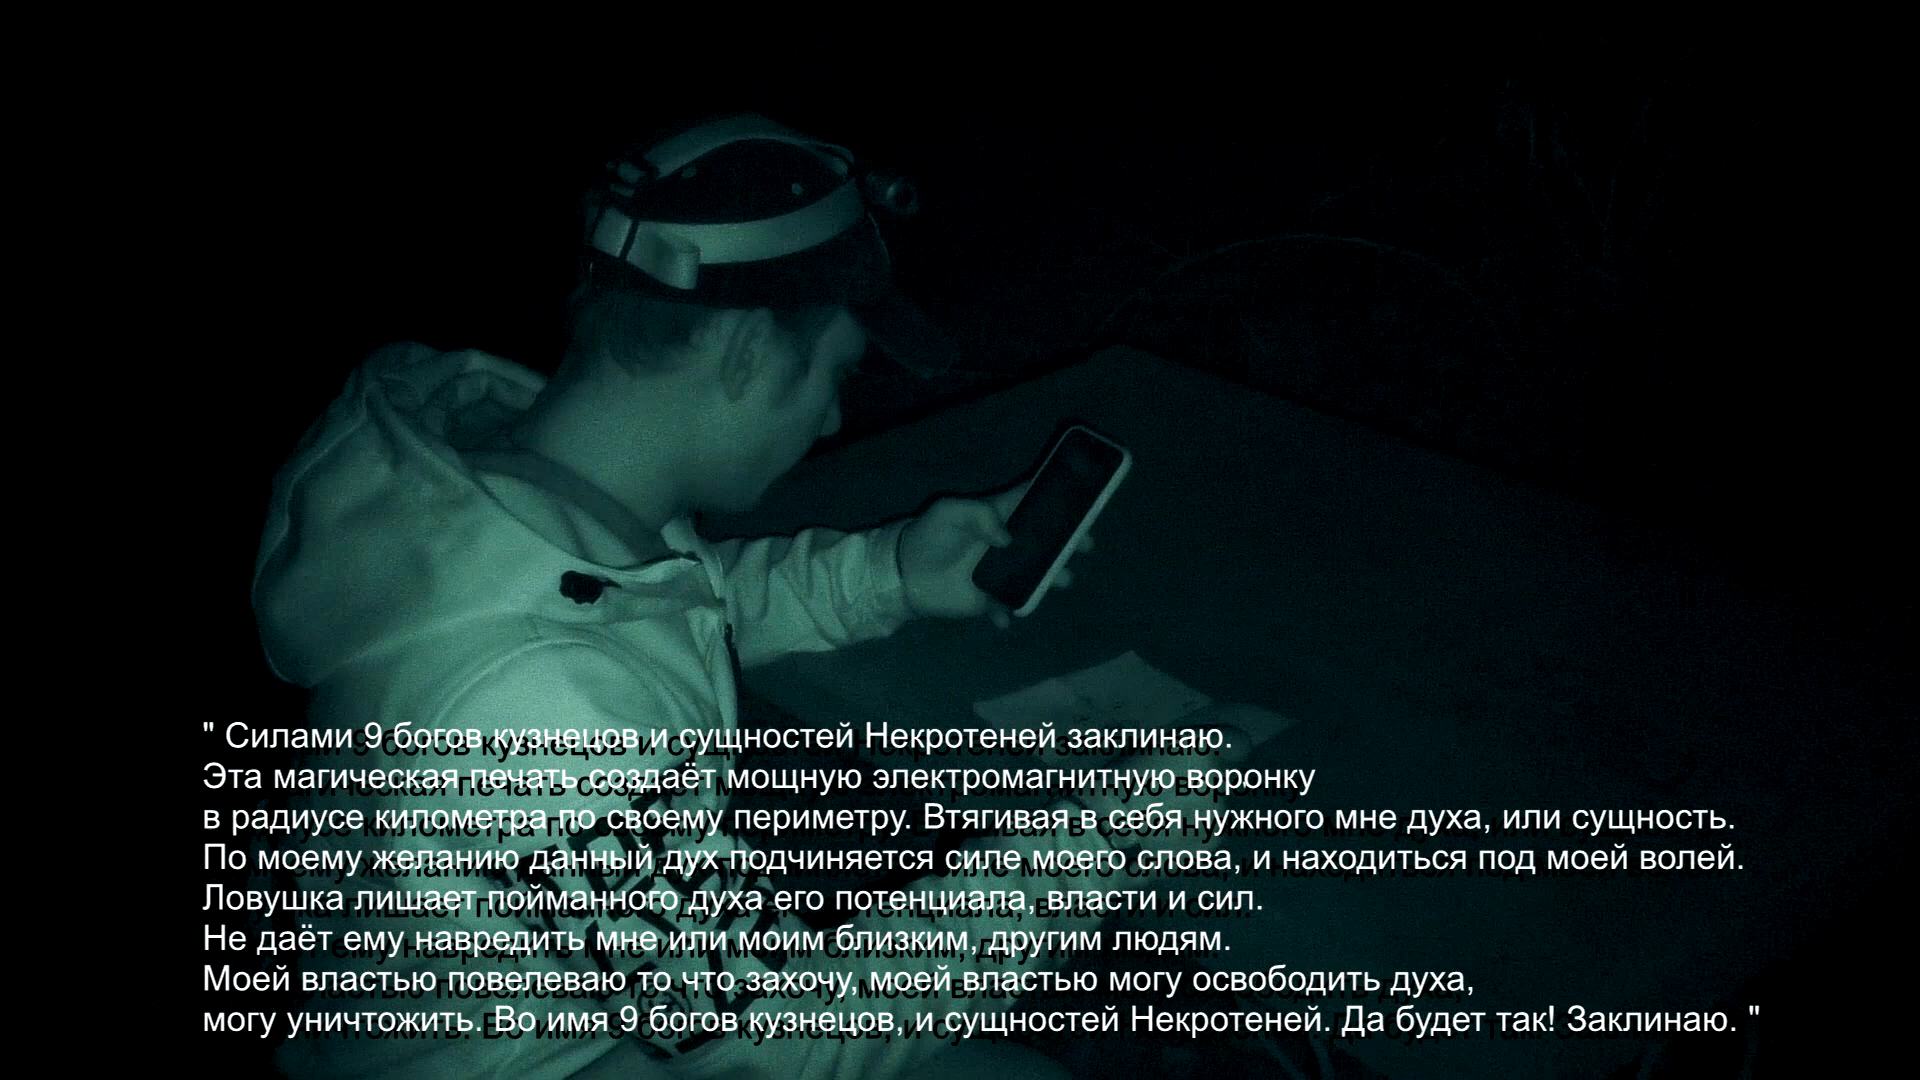 " Силами 9 богов кузнецов и сущностей Некротеней заклинаю.
Эта магическая печать создаёт мощную электромагнитную воронку
в радиусе километра по своему периметру. Втягивая в себя нужного мне духа, или сущность.
По моему желанию данный дух подчиняется силе моего слова, и находиться под моей волей.
Ловушка лишает пойманного духа его потенциала, власти и сил.
Не даёт ему навредить мне или моим близким, другим людям.
Моей властью повелеваю то что захочу, моей властью могу освободить духа,
могу уничтожить. Во имя 9 богов кузнецов, и сущностей Некротеней. Да будет так! Заклинаю. "